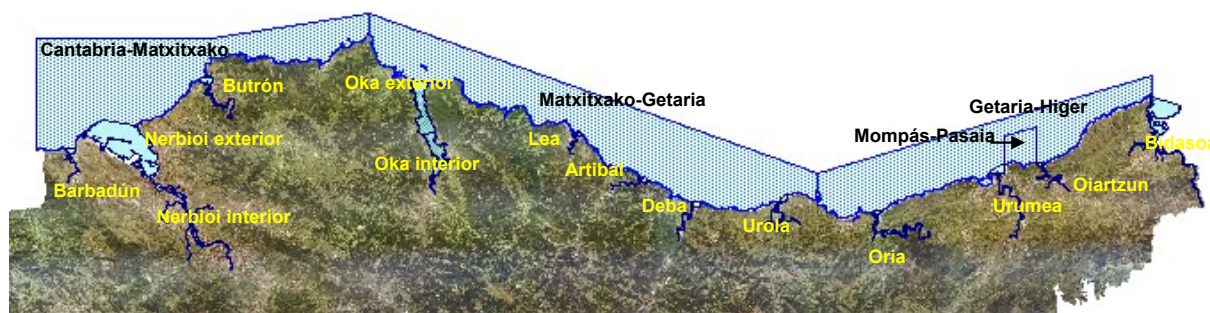 Cantabria-Matxitxako
Butrón
Oka exterior
Matxitxako-Getaria
Getaria-Higer
Nerbioi exterior
Lea
Mompás-Pasaia
Bidasoa
Oka interior
Artibai
Barbadún
Oiartzun
Nerbioi interior
Deba
Urumea
Urola
Oria